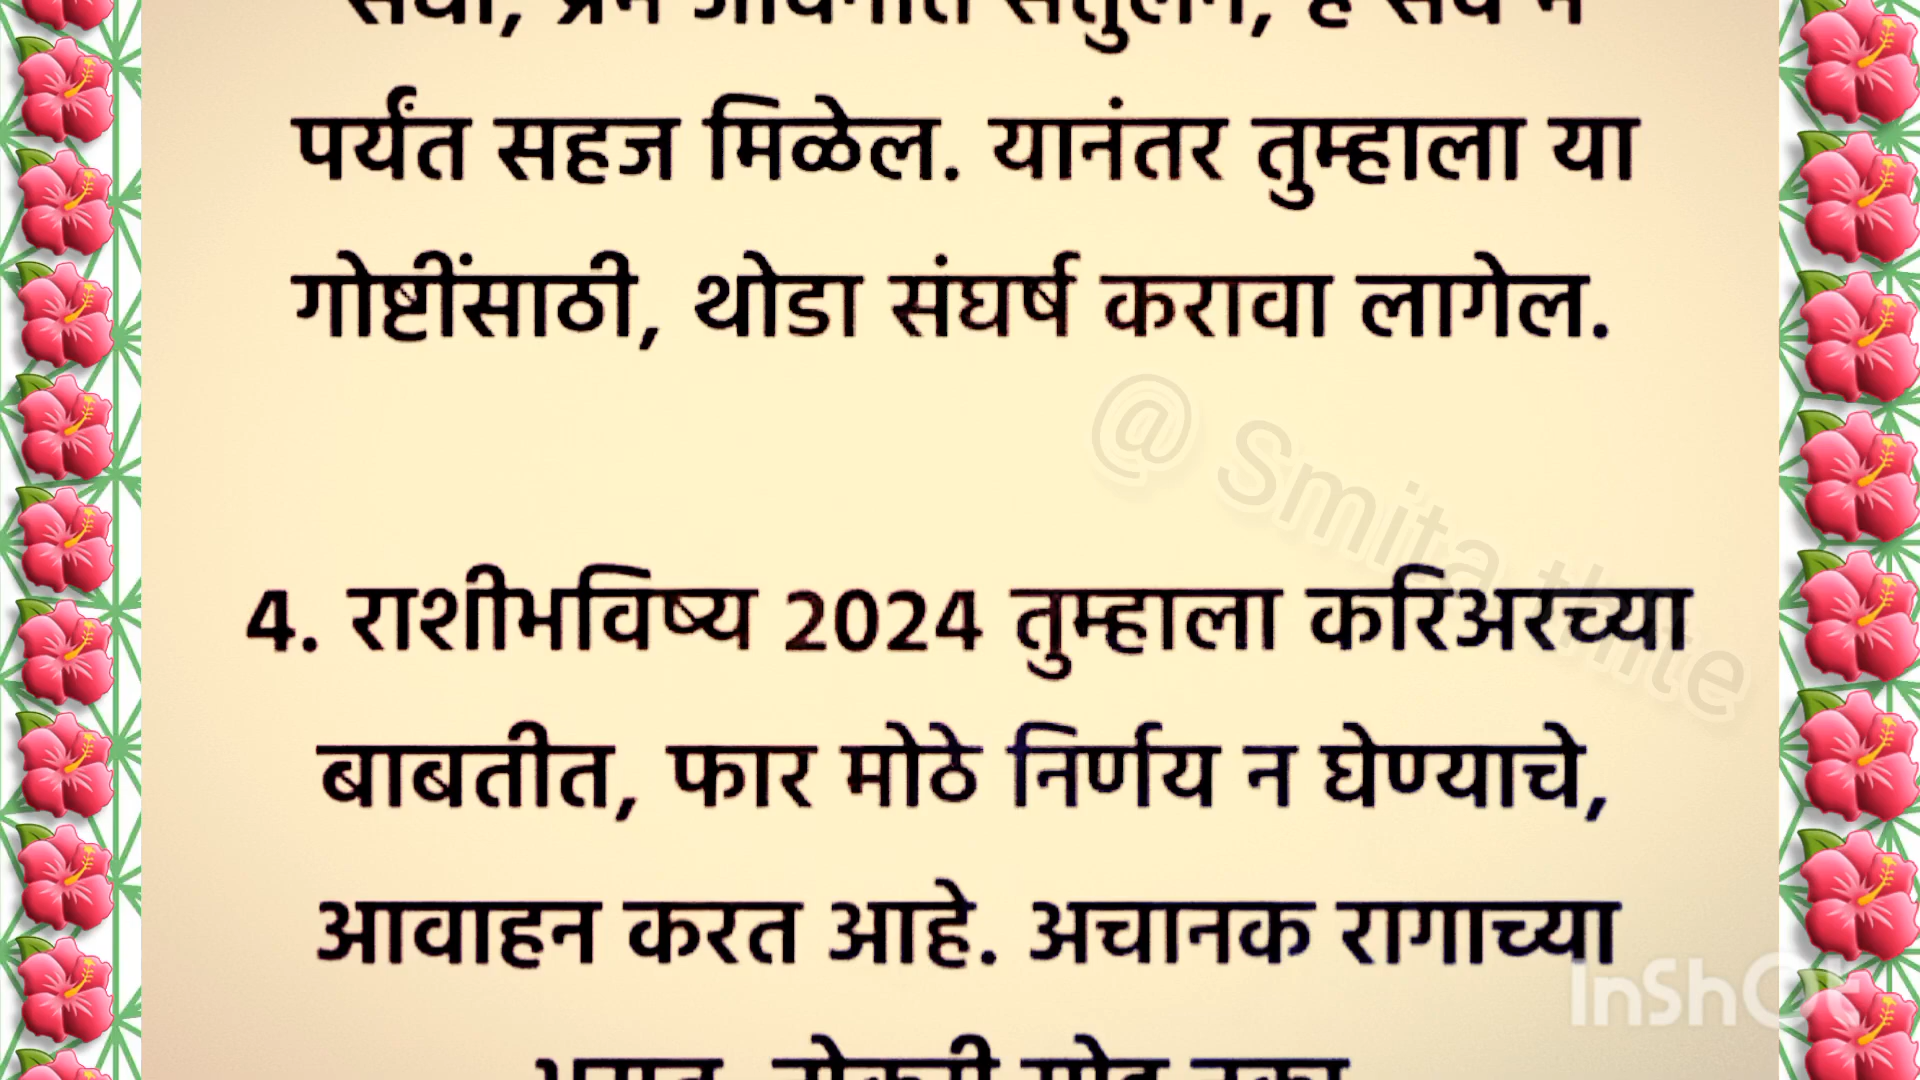 पर्यंत सहज मिळेल. यानंतर तुम्हाला या
गोष्टींसाठी, थोडा संघर्ष करावा लागेल.
@ Smita thite
4. राशीभविष्य 2024 तुम्हाला करिअरच्या
बाबतीत, फार मोठे निर्णय न घेण्याचे,
आवाहन करत आहे. अचानक रागाच्या
InShOt